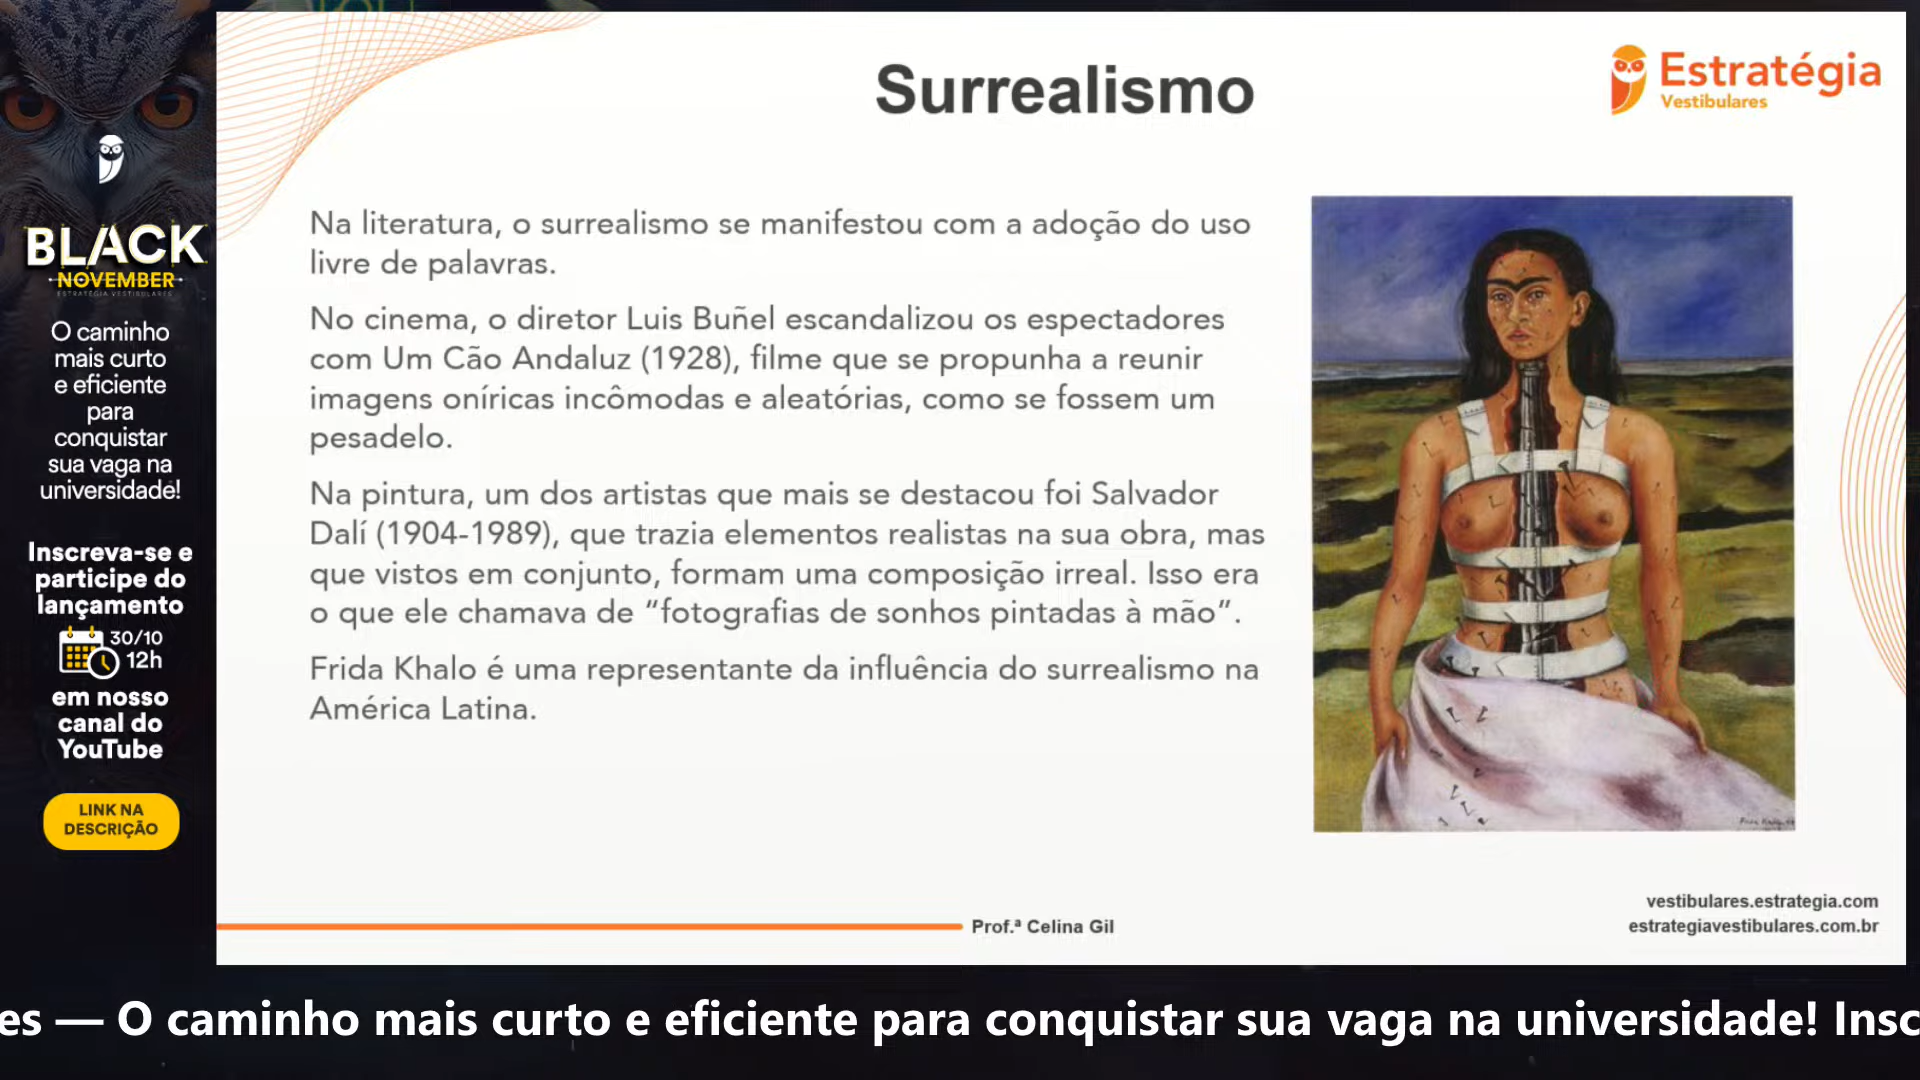 Surrealismo
Estratégia
Vestibulares
Na literatura, o surrealismo se manifestou com a adoção do uso
livre de palavras.
No cinema, o diretor Luis Buñel escandalizou os espectadores
com Um Cão Andaluz (1928), filme que se propunha a reunir
imagens oníricas incômodas e aleatórias, como se fossem um
pesadelo.
Na pintura, um dos artistas que mais se destacou foi Salvador
Dalí (1904-1989), que trazia elementos realistas na sua obra, mas
que vistos em conjunto, formam uma composição irreal. Isso era
o que ele chamava de “fotografias de sonhos pintadas à mão”.
Frida Khalo é uma representante da influência do surrealismo na
América Latina.
Prof.ª Celina Gil
vestibulares.estrategia.com
estrategiavestibulares.com.br
BLACK
NOVEMBER
ESTRATÉGIA VESTIBULARES
O caminho
mais curto
e eficiente
para
conquistar
sua vaga na
universidade!
Inscreva-se e
participe do
lançamento
30/10
12h
em nosso
canal do
YouTube
LINK NA
DESCRIÇÃO
es — O caminho mais curto e eficiente para conquistar sua vaga na universidade! Insc